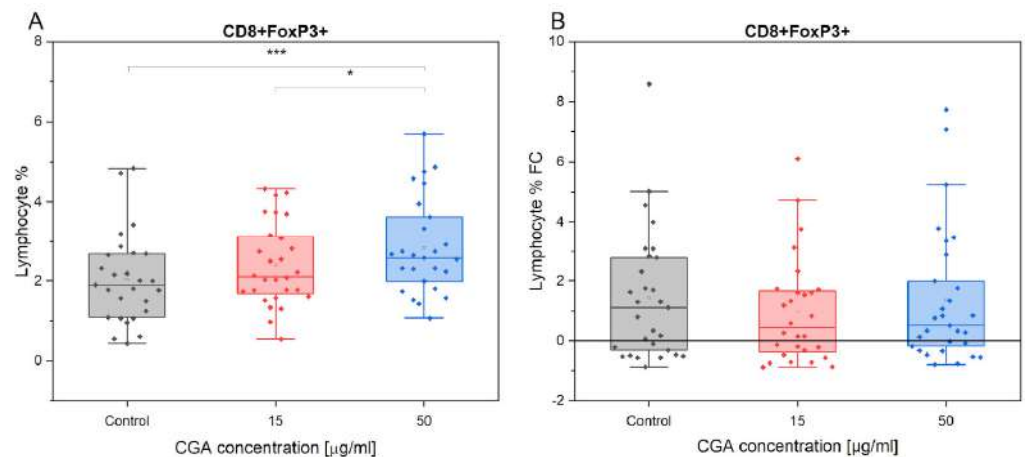 A
CD8+FoxP3+
8
6
4
2
0
***
*
Lymphocyte %
Control
15
50
CGA concentration [μg/ml]
B
CD8+FoxP3+
10
8
6
4
2
0
-2
Lymphocyte % FC
Control
15
50
CGA concentration [μg/ml]